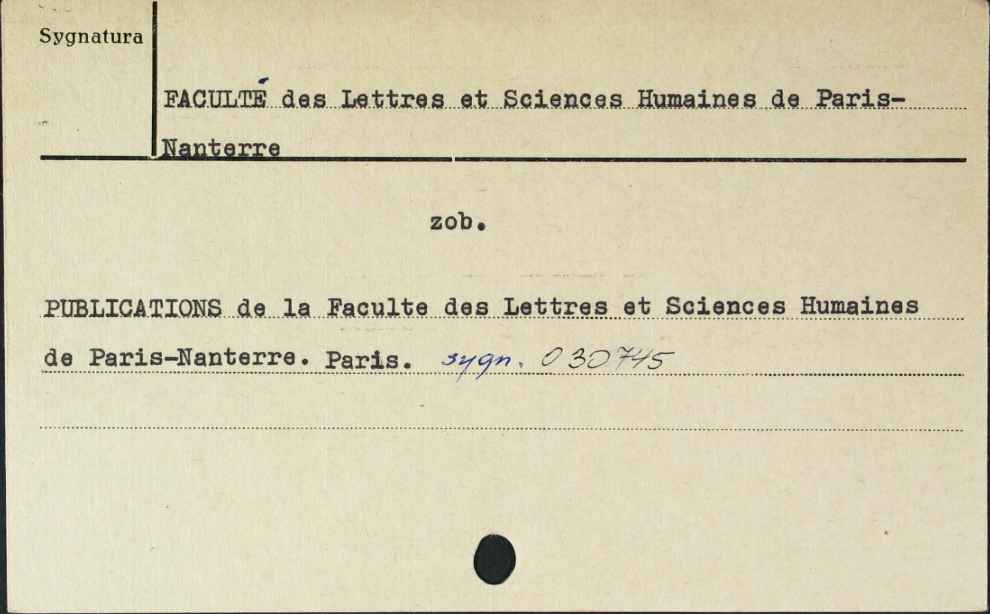 Sygnatura
FACULTÉ des Lettres et Sciences Humaines de Paris-
Nanterre
zob.
PUBLICATIONS de la Faculte des Lettres et Sciences Humaines
de Paris-Nanterre. Paris. sygn. 030745